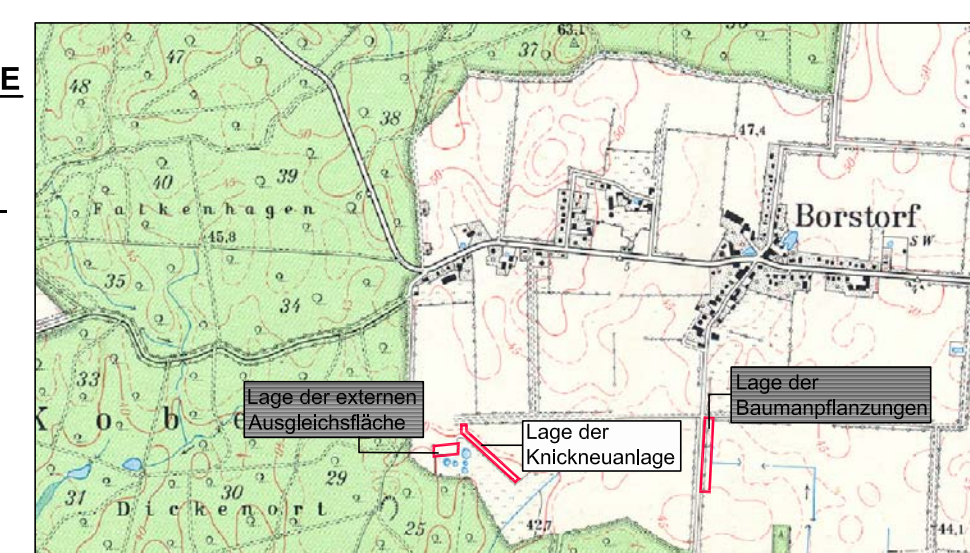 E
63,1
37
47
48
38
47,4
40
39
Falkenhagen
45,8
Borstorf
SW
35
34
33
Kobe
Lage der externen
Ausgleichsfläche
Lage der
Baumanpflanzungen
Lage der
Knickneuanlage
31
30
29
Dickenort
25
42,7
44,1